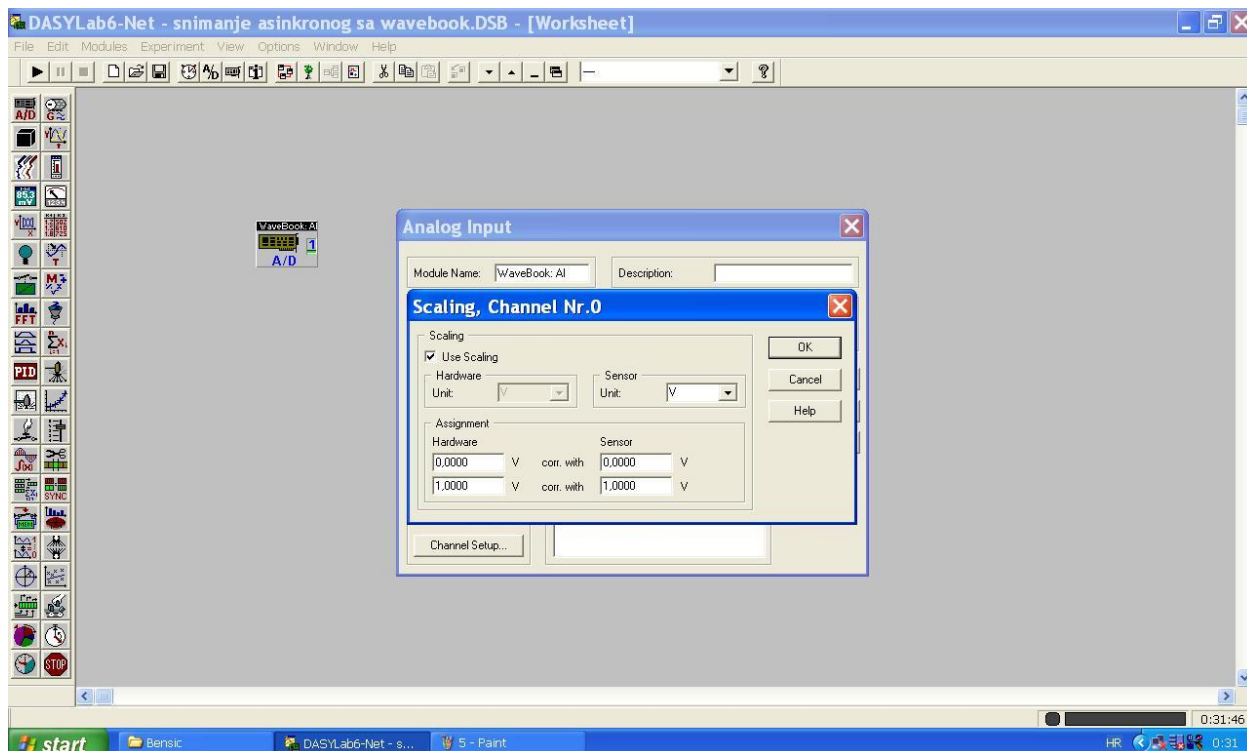 DASYLab6-Net - snimanje asinkronog sa wavebook.DSB - [Worksheet]
File Edit Modules Experiment View Options Window Help
A/D
WaveBook: AI
1
A/D
Analog Input
Module Name: WaveBook: AI Description:
Scaling, Channel Nr.0
Scaling
Use Scaling
OK
Hardware Sensor
Unit: V Unit: V
Cancel
Help
Assignment
Hardware Sensor
0,0000 V corr. with 0,0000 V
1,0000 V corr. with 1,0000 V
Channel Setup...
FFT
PID
SYNC
STOP
0:31:46
start Bensic DASYLab6-Net - s... 5 - Paint HR 0:31